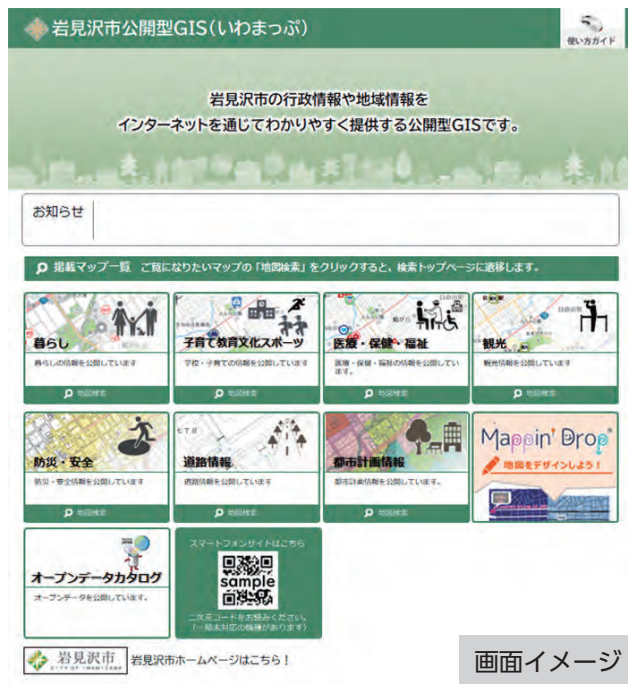 岩見沢市公開型GIS(いわまっぷ)
使い方ガイド
岩見沢市の行政情報や地域情報を
インターネットを通じてわかりやすく提供する公開型GISです。
お知らせ
掲載マップ一覧 ご覧になりたいマップの「地図検索」をクリックすると、検索トップページに遷移します。
暮らし
暮らしの情報を公開しています
地図検索
子育て教育文化スポーツ
学校・子育ての情報を公開しています
地図検索
医療・保健・福祉
医療・保健・福祉の情報を公開してい
ます。
地図検索
観光
観光情報を公開しています
地図検索
防災・安全
防災・安全情報を公開しています
地図検索
道路情報
道路情報を公開しています
地図検索
都市計画情報
都市計画情報を公開しています。
地図検索
Mappin' Drop
地図をデザインしよう!
オープンデータカタログ
オープンデータを公開しています。
スマートフォンサイトはこちら
sample
二次元コードをお読みください。
(一部未対応の機種があります)
岩見沢市
岩見沢市ホームページはこちら!
画面イメージ